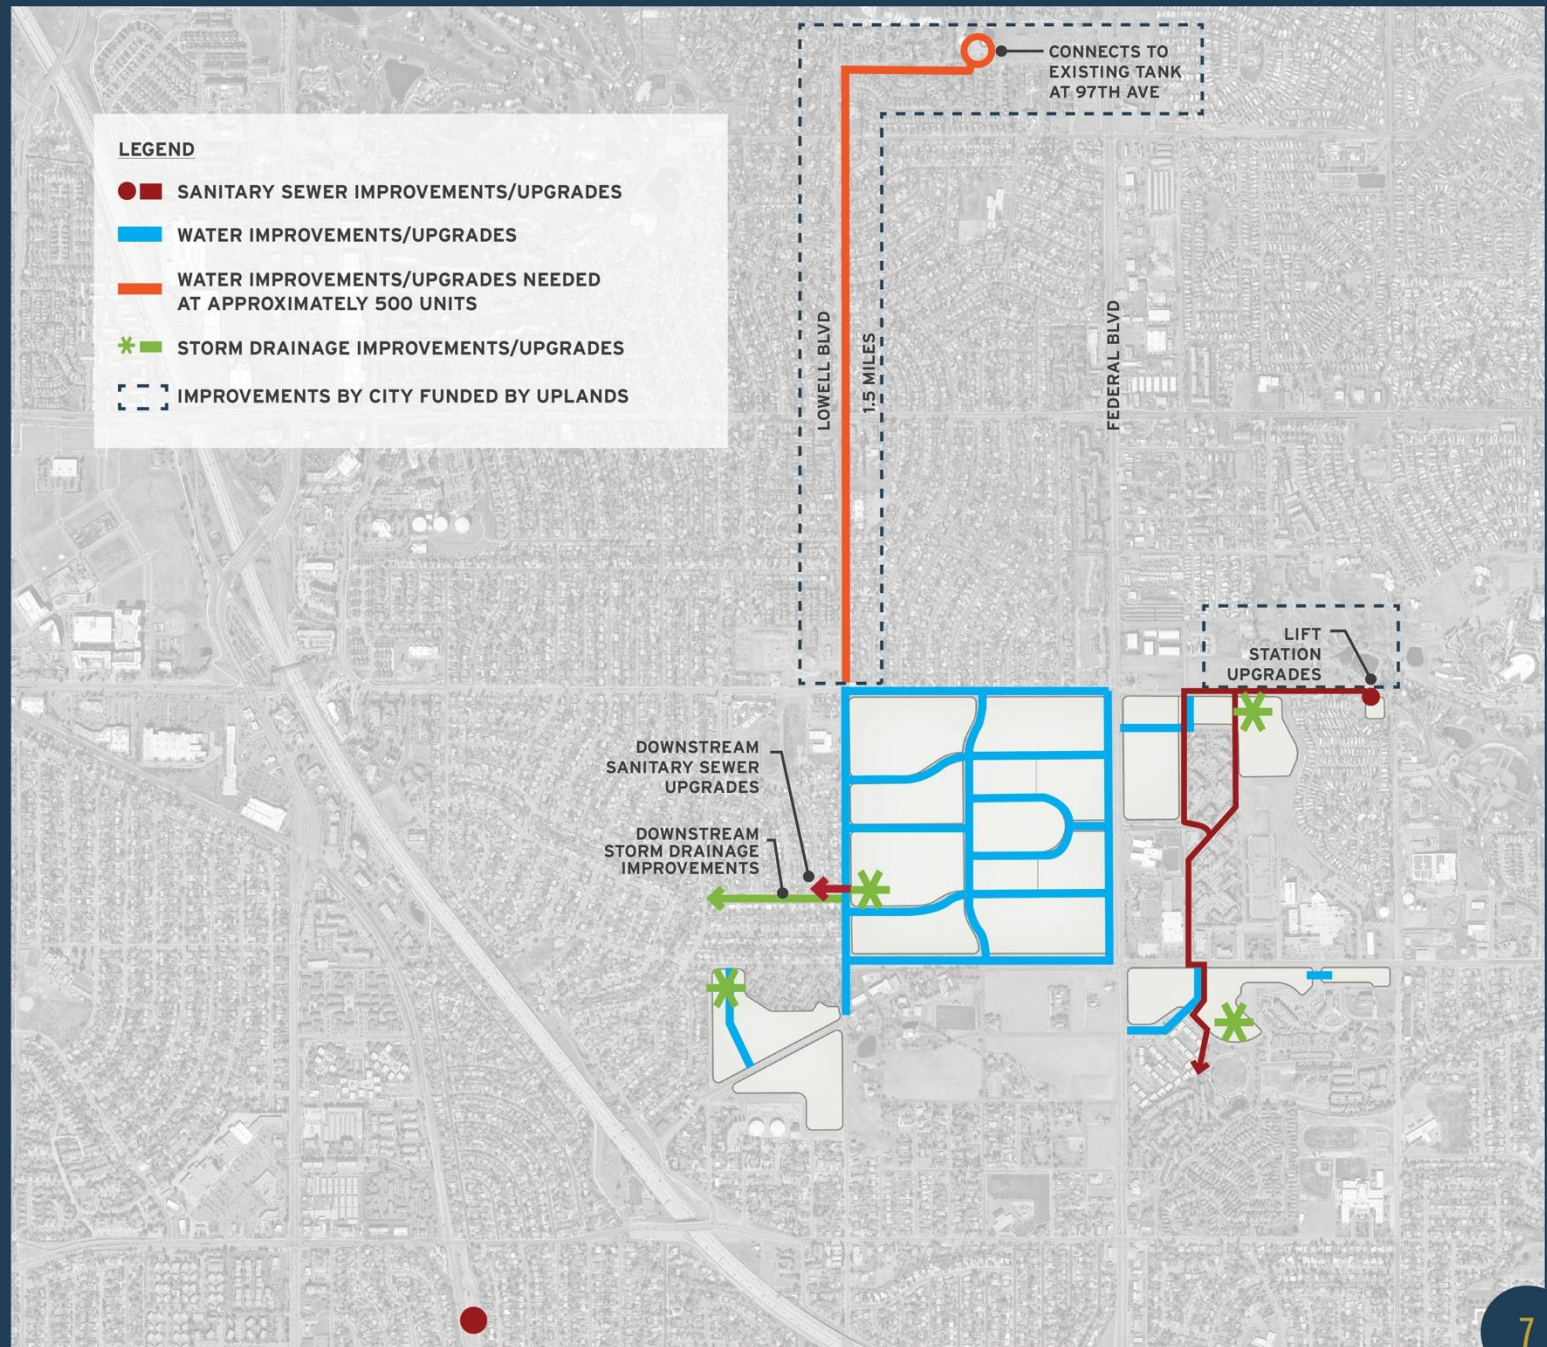 CONNECTS TO
EXISTING TANK
AT 97TH AVE
LEGEND
SANITARY SEWER IMPROVEMENTS/UPGRADES
WATER IMPROVEMENTS/UPGRADES
WATER IMPROVEMENTS/UPGRADES NEEDED
AT APPROXIMATELY 500 UNITS
STORM DRAINAGE IMPROVEMENTS/UPGRADES
IMPROVEMENTS BY CITY FUNDED BY UPLANDS
LOWELL BLVD
1.5 MILES
FEDERAL BLVD
LIFT
STATION
UPGRADES
DOWNSTREAM
SANITARY SEWER
UPGRADES
DOWNSTREAM
STORM DRAINAGE
IMPROVEMENTS
7